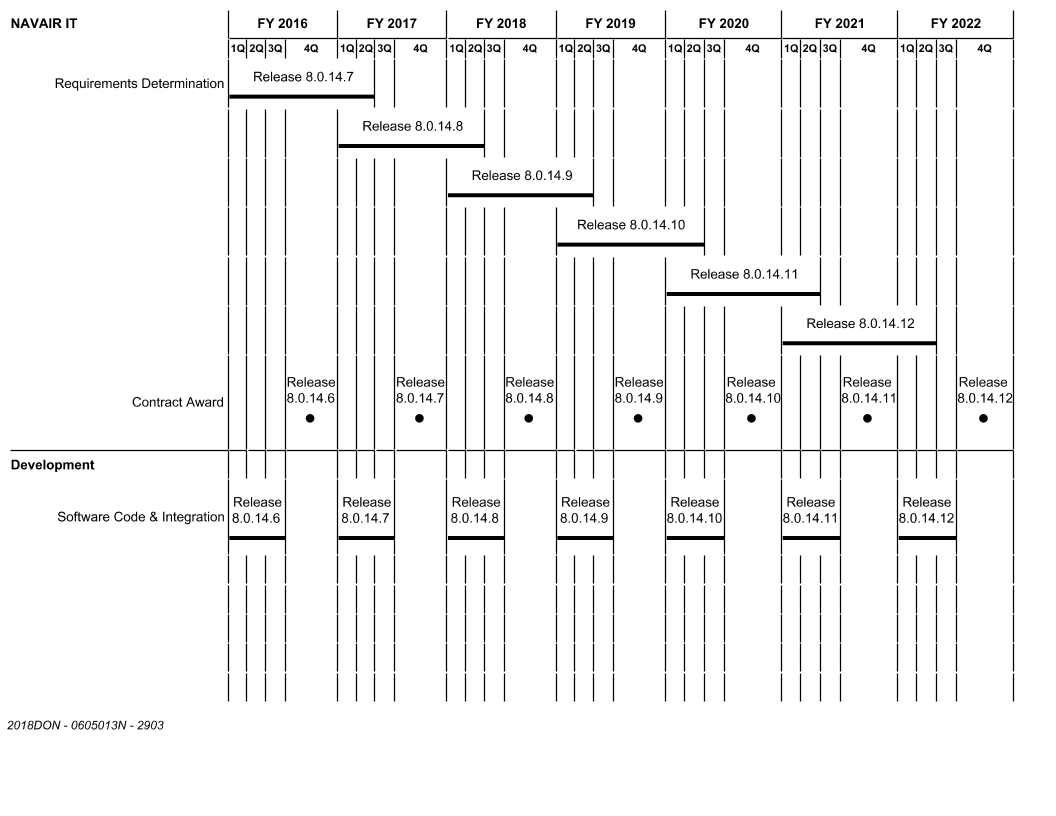 NAVAIR IT FY 2016 FY 2017 FY 2018 FY 2019 FY 2020 FY 2021 FY 2022
1Q 2Q 3Q 4Q 1Q 2Q 3Q 4Q 1Q 2Q 3Q 4Q 1Q 2Q 3Q 4Q 1Q 2Q 3Q 4Q 1Q 2Q 3Q 4Q 1Q 2Q 3Q 4Q
Release 8.0.14.7
Requirements Determination
Release 8.0.14.8
Release 8.0.14.9
Release 8.0.14.10
Release 8.0.14.11
Release 8.0.14.12
Release Release Release Release Release Release Release
8.0.14.6 8.0.14.7 8.0.14.8 8.0.14.9 8.0.14.10 8.0.14.11 8.0.14.12
Contract Award
Development
Release Release Release Release Release Release Release
Software Code & Integration 8.0.14.6 8.0.14.7 8.0.14.8 8.0.14.9 8.0.14.10 8.0.14.11 8.0.14.12
2018DON - 0605013N - 2903